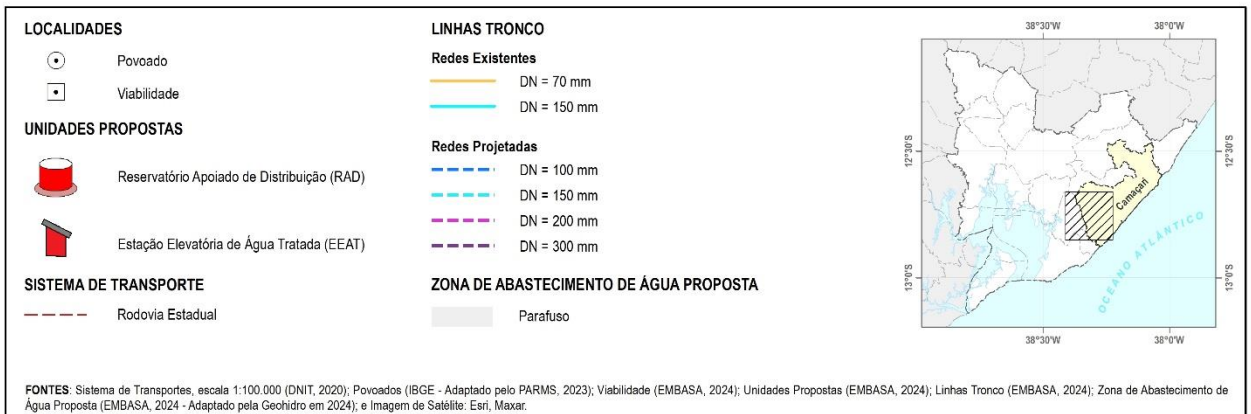 LOCALIDADES
Povoado
Viabilidade
UNIDADES PROPOSTAS
Reservatório Apoiado de Distribuição (RAD)
Estação Elevatória de Água Tratada (EEAT)
SISTEMA DE TRANSPORTE
Rodovia Estadual
LINHAS TRONCO
Redes Existentes
DN = 70 mm
DN = 150 mm
Redes Projetadas
DN = 100 mm
DN = 150 mm
DN = 200 mm
DN = 300 mm
ZONA DE ABASTECIMENTO DE ÁGUA PROPOSTA
Parafuso
38°30'W 38°0'W
12°30'S 12°30'S
Camaçari
OCEANO ATLÂNTICO
13°0'S 13°0'S
38°30'W 38°0'W
FONTES: Sistema de Transportes, escala 1:100.000 (DNIT, 2020); Povoados (IBGE - Adaptado pelo PARMS, 2023); Viabilidade (EMBASA, 2024); Unidades Propostas (EMBASA, 2024); Linhas Tronco (EMBASA, 2024); Zona de Abastecimento de
Água Proposta (EMBASA, 2024 - Adaptado pela Geohidro em 2024); e Imagem de Satélite: Esri, Maxar.